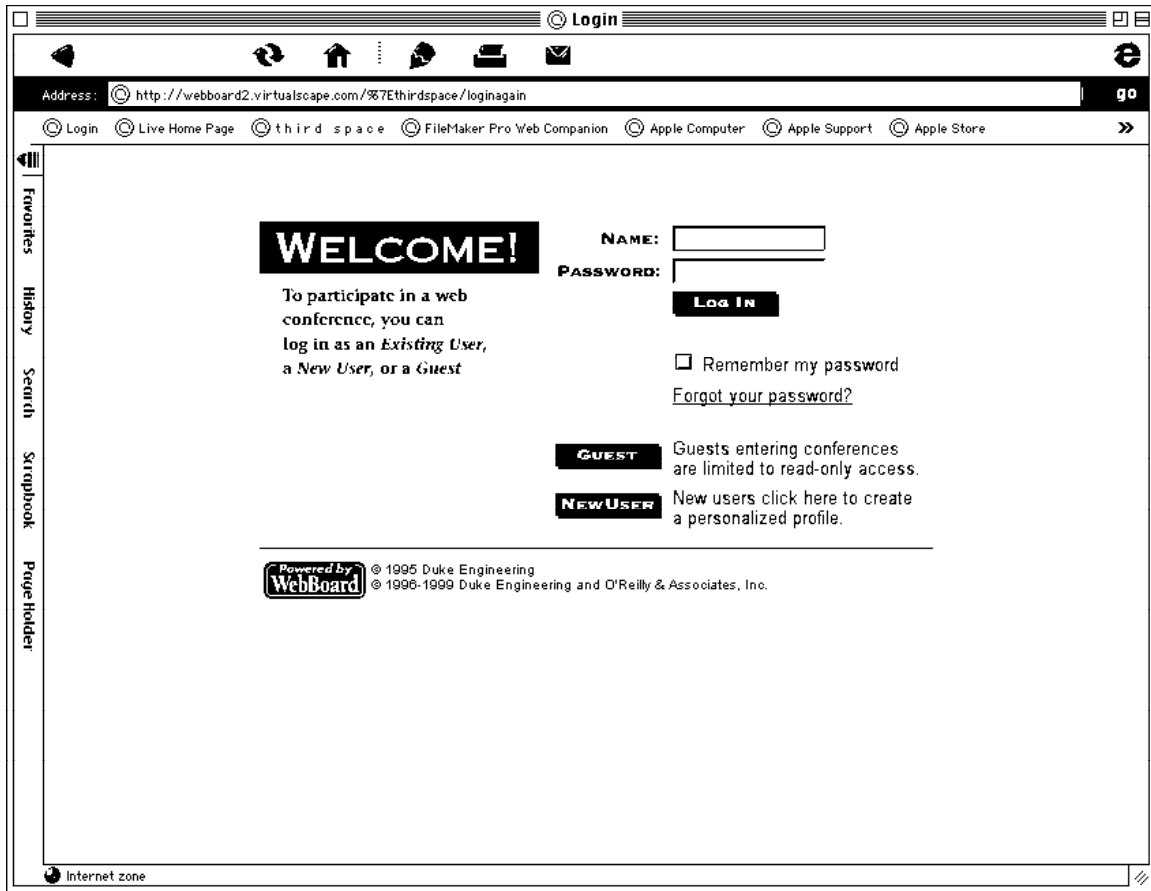 Login
Address: http://webboard2.virtualscape.com/%7Ethirdspace/loginagain go
Login Live Home Page third space FileMaker Pro Web Companion Apple Computer Apple Support Apple Store »
Favorites
History
Search
Scrapbook
Page Holder
WELCOME!
To participate in a web
conference, you can
log in as an Existing User,
a New User, or a Guest
NAME:
PASSWORD:
LOG IN
Remember my password
Forgot your password?
GUEST
Guests entering conferences
are limited to read-only access.
NEW USER
New users click here to create
a personalized profile.
Powered by
WebBoard
© 1995 Duke Engineering
© 1996-1999 Duke Engineering and O'Reilly & Associates, Inc.
Internet zone